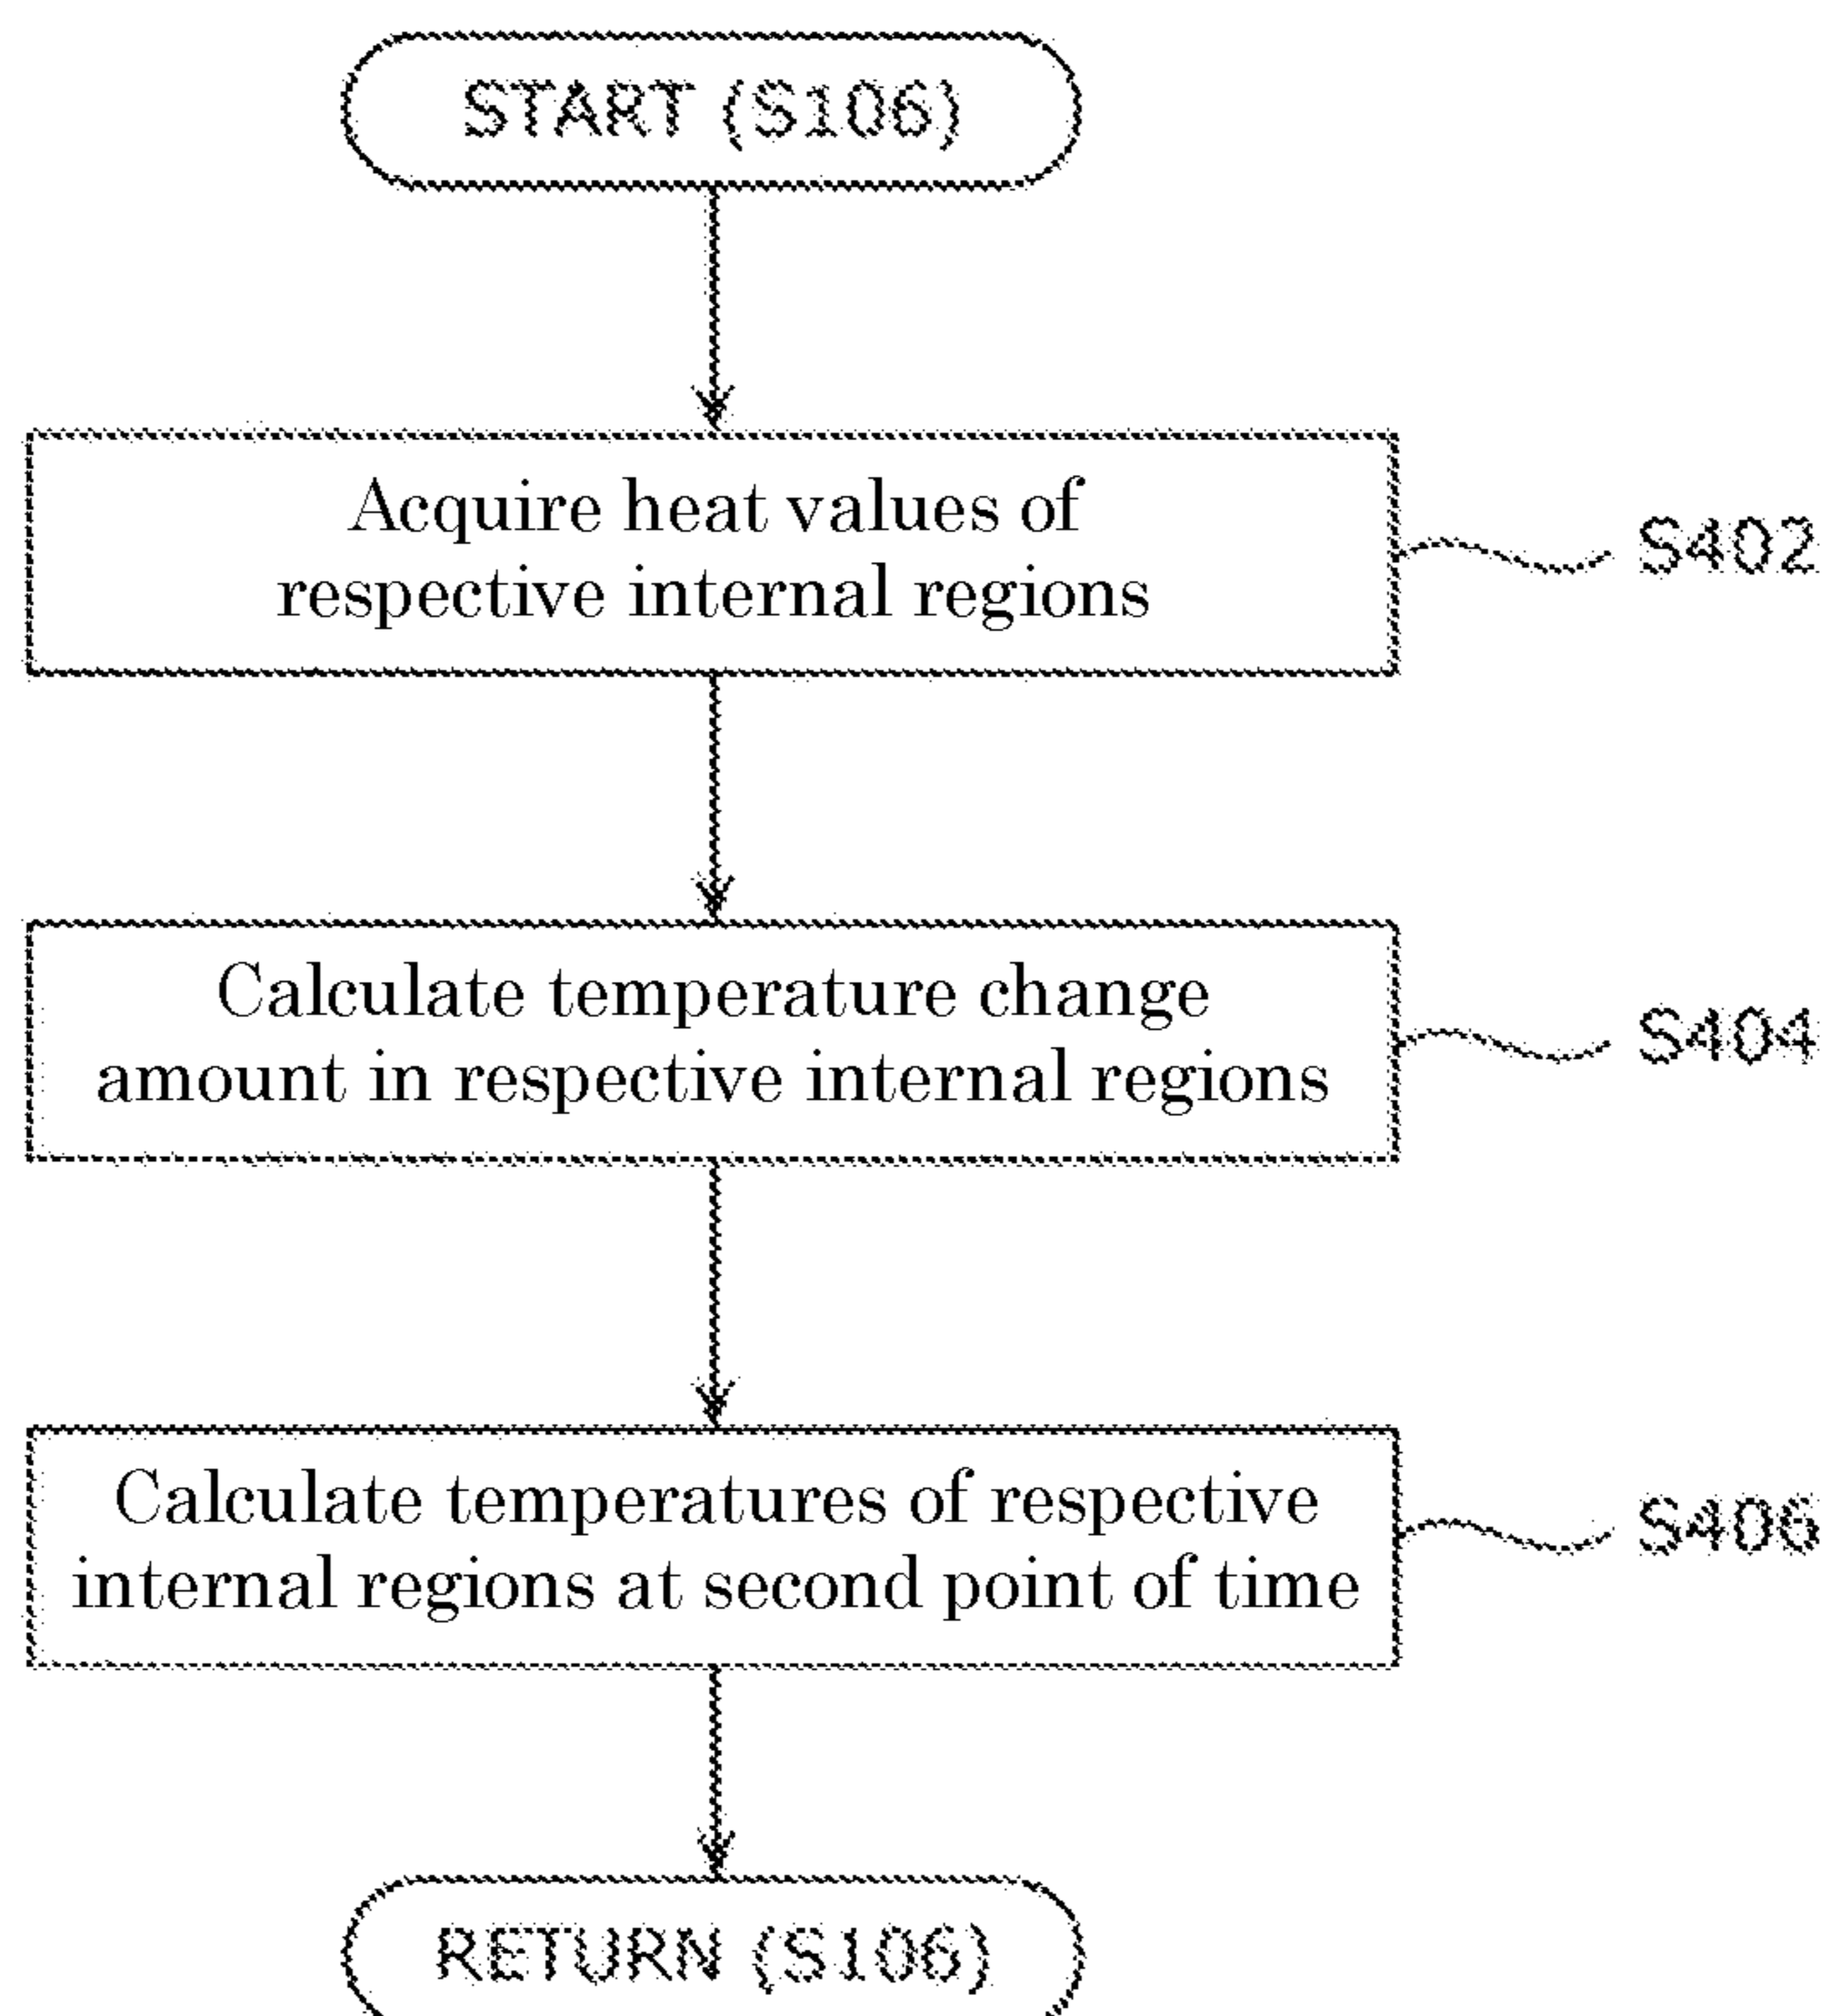 START (S106)
Acquire heat values of
respective internal regions
S402
Calculate temperature change
amount in respective internal regions
S404
Calculate temperatures of respective
internal regions at second point of time
S406
RETURN (S106)